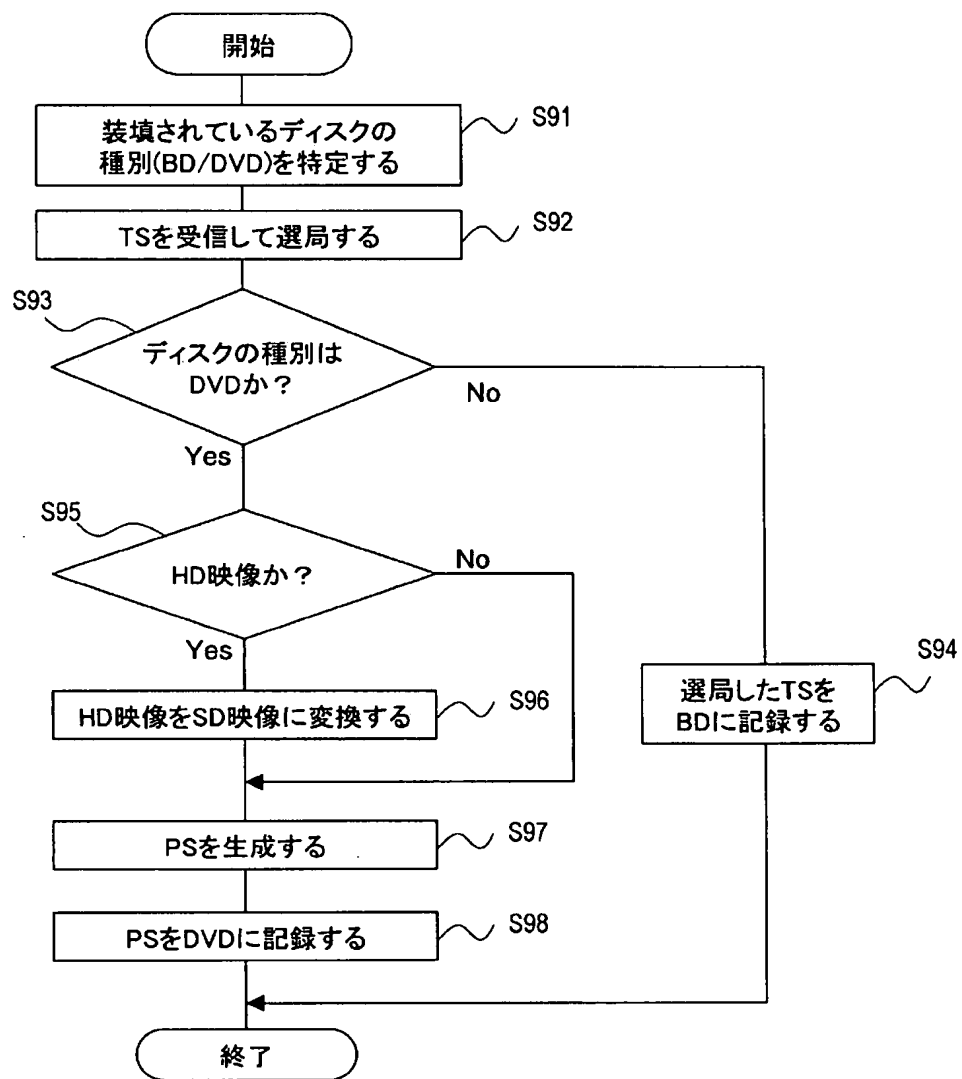 開始
装填されているディスクの
種別(BD/DVD)を特定する
S91
TSを受信して選局する
S92
S93
ディスクの種別は
DVDか？
No
Yes
S95
HD映像か？
No
Yes
S94
選局したTSを
BDに記録する
HD映像をSD映像に変換する
S96
PSを生成する
S97
PSをDVDに記録する
S98
終了